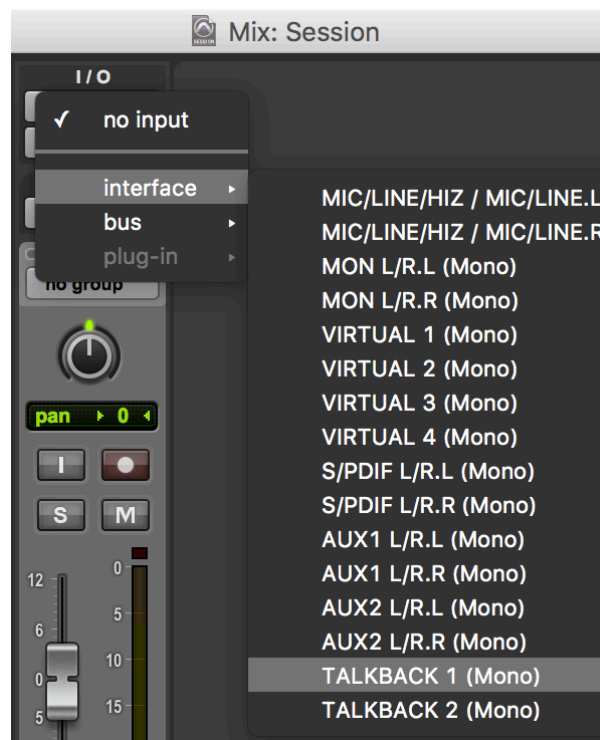 SESSION
Mix: Session
I/O
✓ no input
interface
bus
plug-in
no group
MIC/LINE/HIZ / MIC/LINE.L
MIC/LINE/HIZ / MIC/LINE.R
MON L/R.L (Mono)
MON L/R.R (Mono)
VIRTUAL 1 (Mono)
VIRTUAL 2 (Mono)
VIRTUAL 3 (Mono)
VIRTUAL 4 (Mono)
S/PDIF L/R.L (Mono)
S/PDIF L/R.R (Mono)
AUX1 L/R.L (Mono)
AUX1 L/R.R (Mono)
AUX2 L/R.L (Mono)
AUX2 L/R.R (Mono)
TALKBACK 1 (Mono)
TALKBACK 2 (Mono)
pan 0
I
S M
12
6
0
5
0
5
10
15